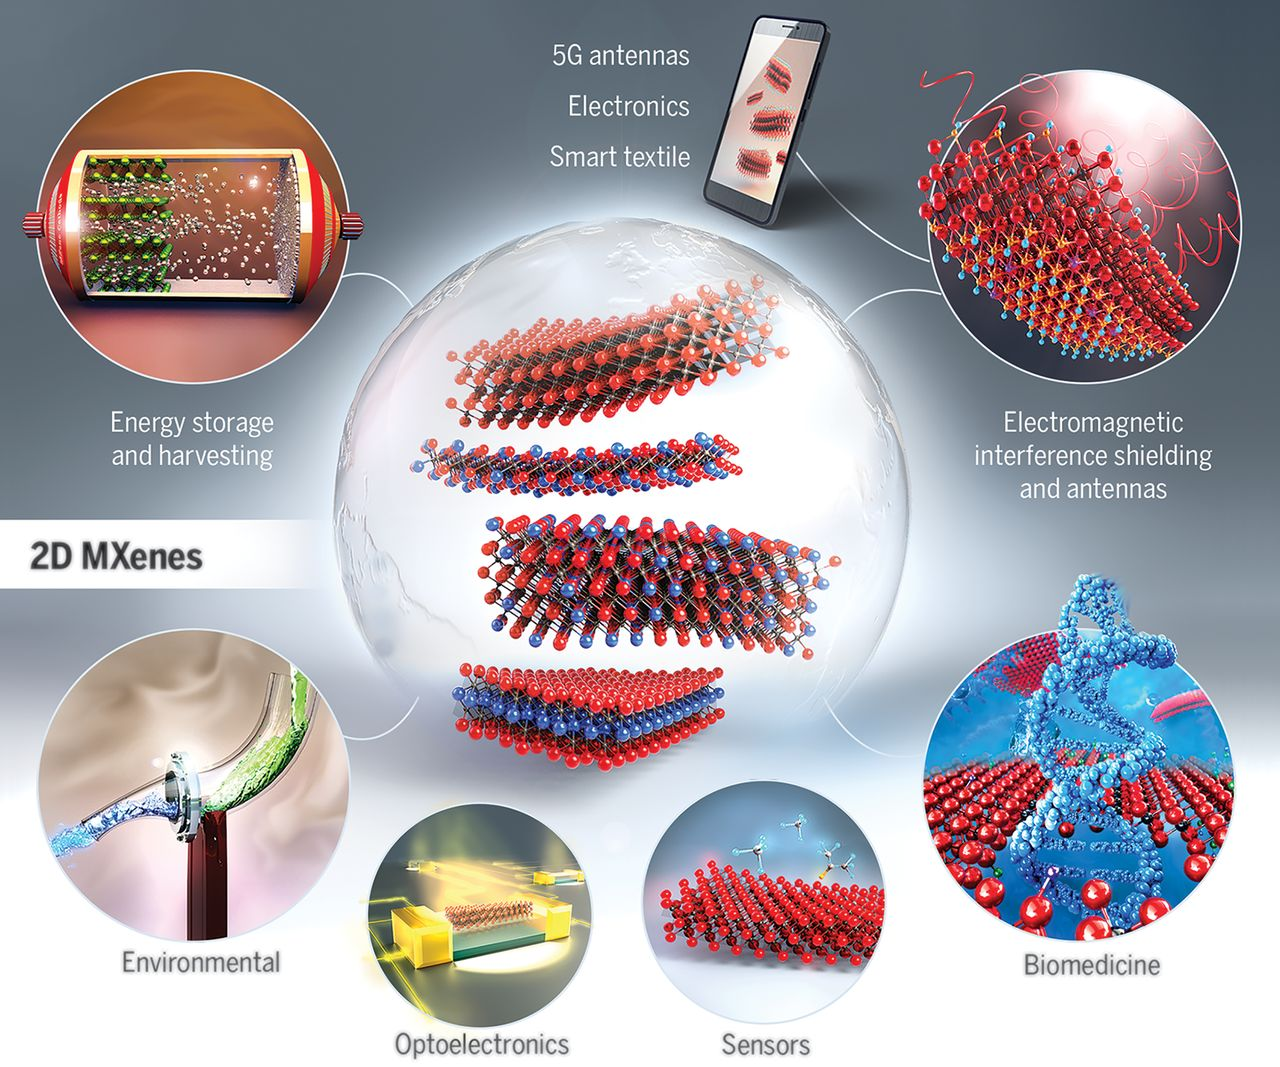 5G antennas
Electronics
Smart textile
Energy storage
and harvesting
Electromagnetic
interference shielding
and antennas
2D MXenes
Environmental
Optoelectronics
Sensors
Biomedicine